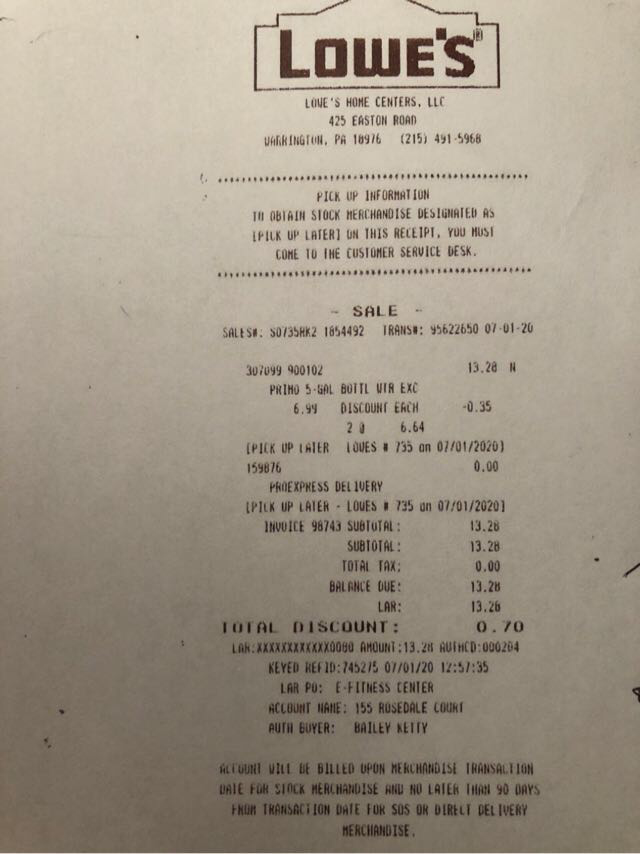 LOWE'S®
LOWE'S HOME CENTERS, LLC
425 EASTON ROAD
WARRINGTON, PA 18976 (215) 491-5968
PICK UP INFORMATION
TO OBTAIN STOCK MERCHANDISE DESIGNATED AS
[PICK UP LATER] ON THIS RECEIPT, YOU MUST
COME TO THE CUSTOMER SERVICE DESK.
- SALE -
SALES#: S0735HK2 1854492 TRANS#: 95622650 07-01-20
307099 900102 13.28 N
PRIMO 5-GAL BOTTL WTR EXC
6.99 DISCOUNT EACH -0.35
2 @ 6.64
[PICK UP LATER LOWES # 735 on 07/01/2020]
159876 0.00
PROEXPRESS DELIVERY
[PICK UP LATER - LOWES # 735 on 07/01/2020]
INVOICE 98743 SUBTOTAL: 13.28
SUBTOTAL: 13.28
TOTAL TAX: 0.00
BALANCE DUE: 13.28
LAR: 13.28
TOTAL DISCOUNT: 0.70
LAR:XXXXXXXXXXXX0080 AMOUNT:13.28 AUTHCD:000284
KEYED REFID:745275 07/01/20 12:57:35
LAR PO: E-FITNESS CENTER
ACCOUNT NAME: 155 ROSEDALE COURT
AUTH BUYER: BAILEY KETTY
ACCOUNT WILL BE BILLED UPON MERCHANDISE TRANSACTION
DATE FOR STOCK MERCHANDISE AND NO LATER THAN 90 DAYS
FROM TRANSACTION DATE FOR SOS OR DIRECT DELIVERY
MERCHANDISE.